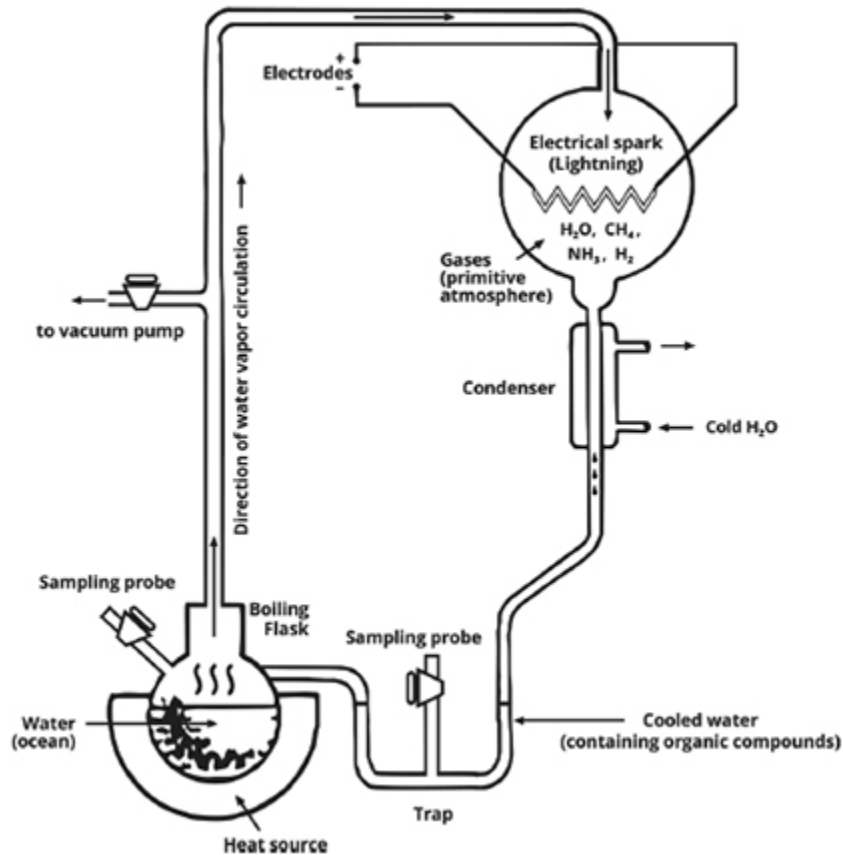 +
Electrodes
−
Electrical spark
(Lightning)
H₂O, CH₄,
NH₃, H₂
Gases
(primitive
atmosphere)
to vacuum pump
Direction of water vapor circulation
Condenser
Cold H₂O
Sampling probe
Boiling
Flask
Sampling probe
Water
(ocean)
Cooled water
(containing organic compounds)
Trap
Heat source